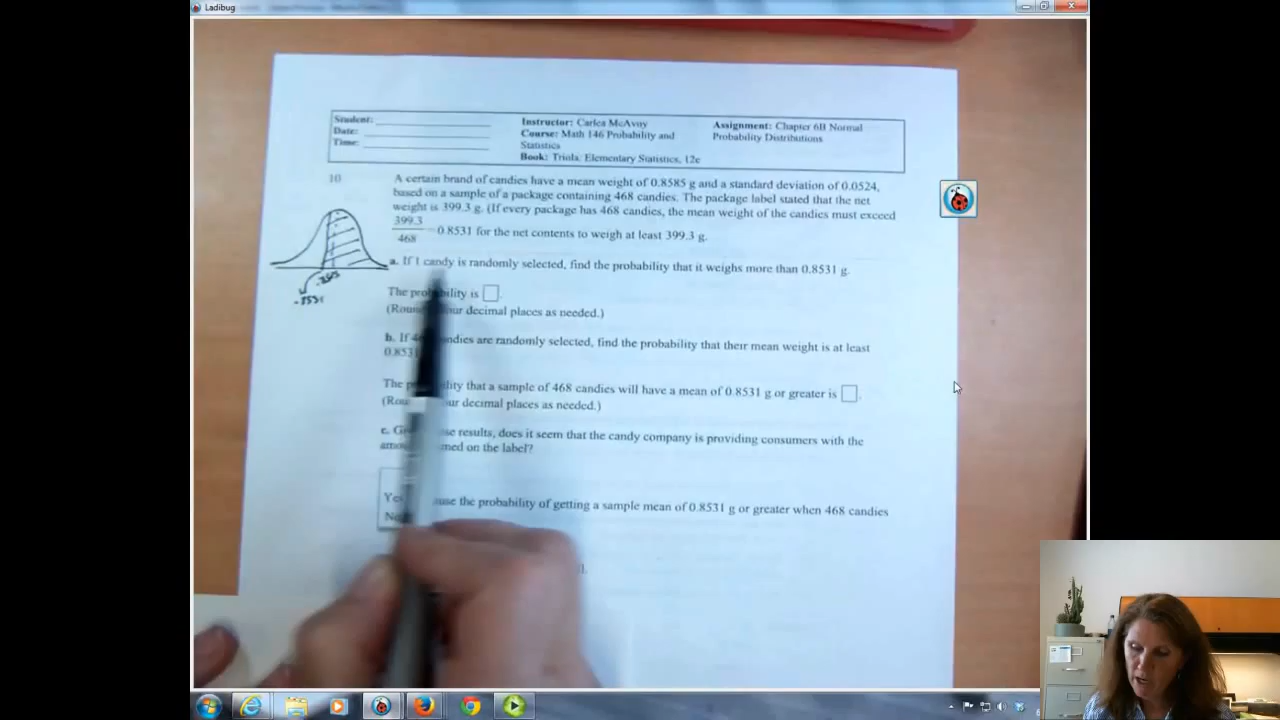 Ladibug
Student:
Date:
Time:
Instructor: Carlea McAvoy
Course: Math 146 Probability and
Statistics
Book: Triola: Elementary Statistics, 12e
Assignment: Chapter 6B Normal
Probability Distributions
10
A certain brand of candies have a mean weight of 0.8585 g and a standard deviation of 0.0524,
based on a sample of a package containing 468 candies. The package label stated that the net
weight is 399.3 g. (If every package has 468 candies, the mean weight of the candies must exceed
399.3
468
= 0.8531 for the net contents to weigh at least 399.3 g.
a. If 1 candy is randomly selected, find the probability that it weighs more than 0.8531 g.
The probability is
decimal places as needed.)
b. If candies are randomly selected, find the probability that their mean weight is at least
The that a sample of 468 candies will have a mean of 0.8531 g or greater is
decimal places as needed.)
c. results, does it seem that the candy company is providing consumers with the
on the label?
the probability of getting a sample mean of 0.8531 g or greater when 468 candies